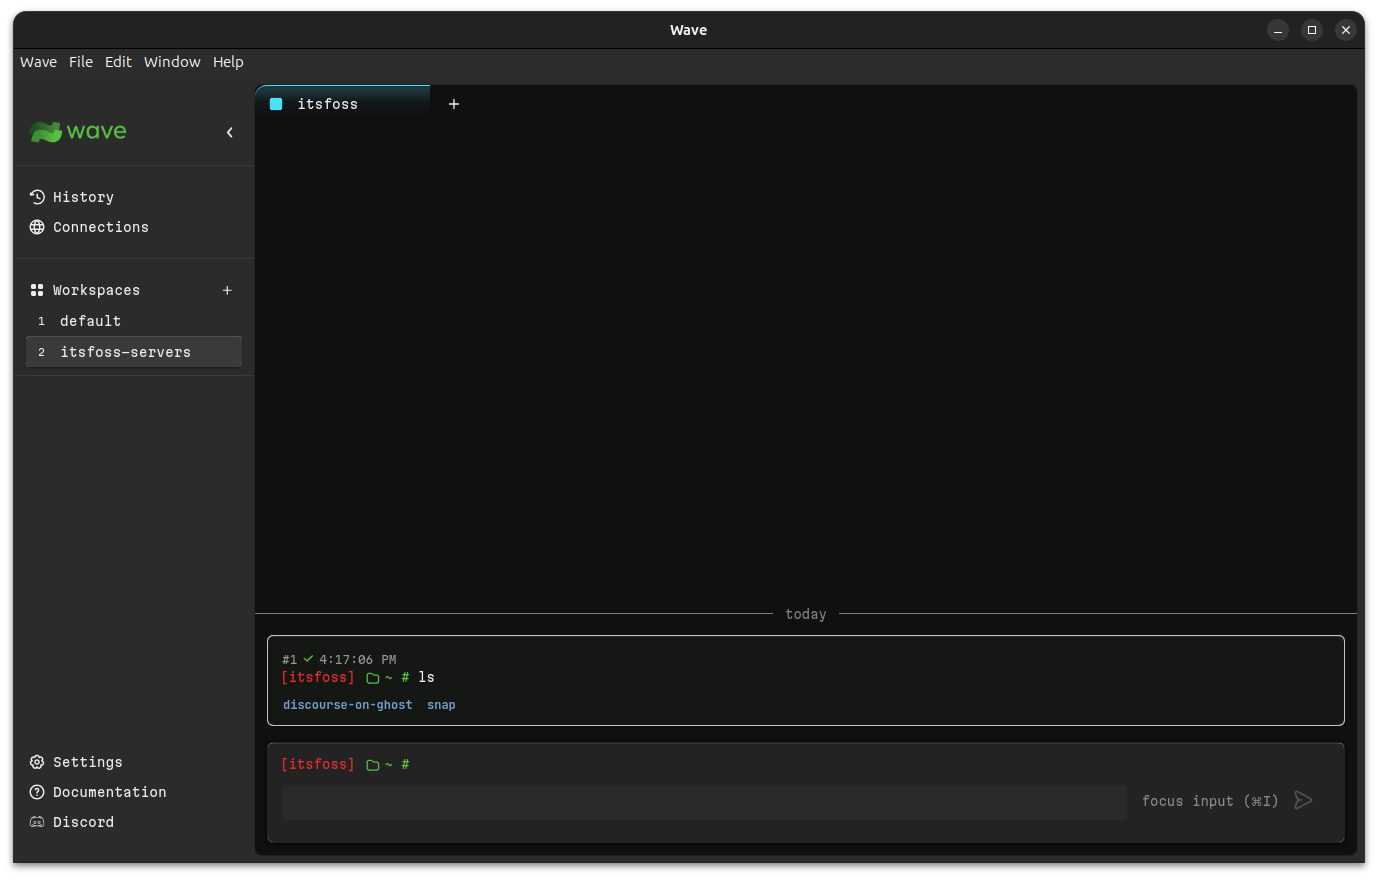 Wave
Wave File Edit Window Help
wave
History
Connections
Workspaces +
1 default
2 itsfoss-servers
Settings
Documentation
Discord
itsfoss +
today
#1 ✓ 4:17:06 PM
[itsfoss] ~ # ls
discourse-on-ghost snap
[itsfoss] ~ #
focus input (⌘I)